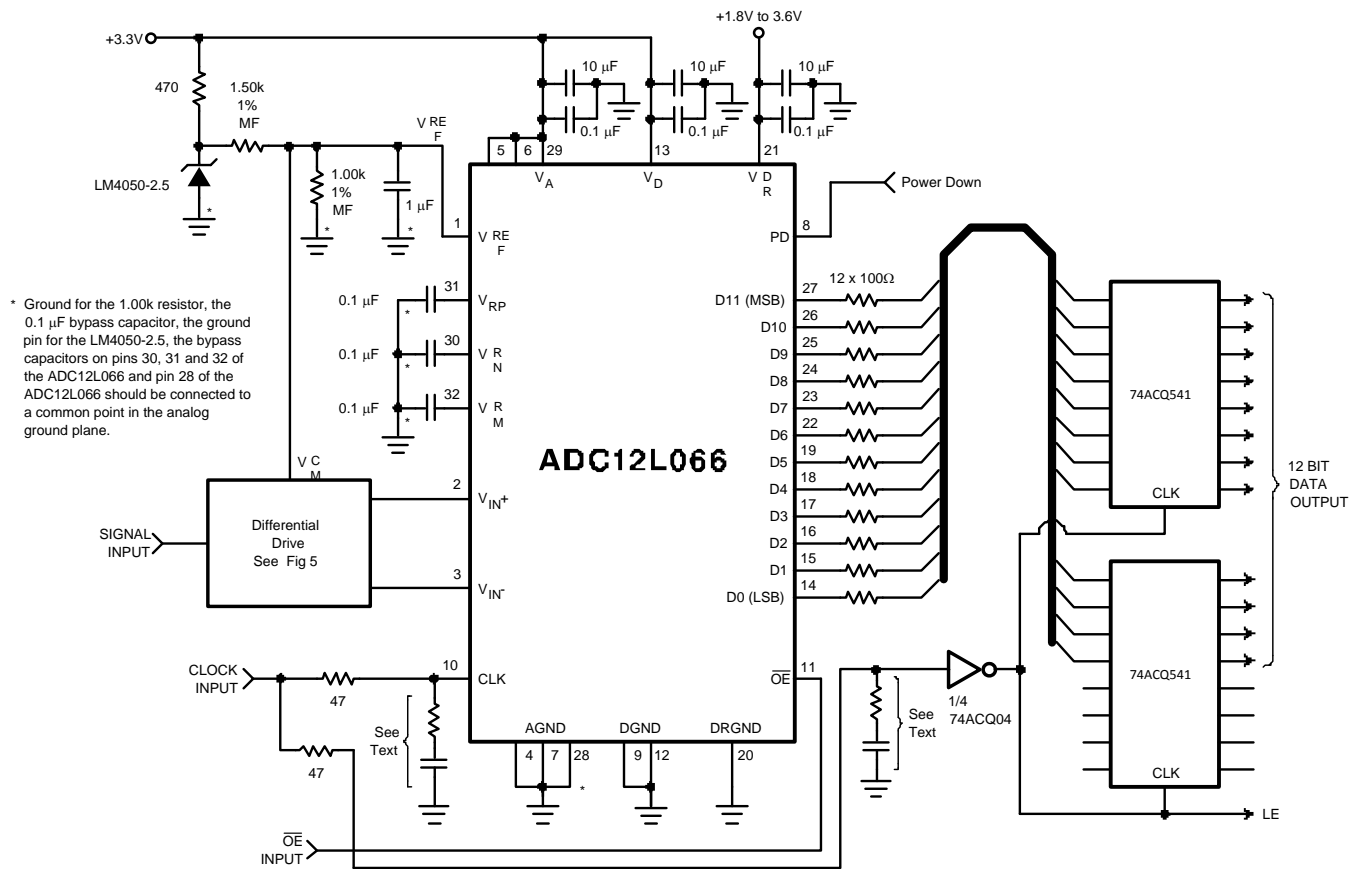 +1.8V to 3.6V
+3.3V
470
1.50k
1%
MF
V RE
F
10 µF
0.1 µF
10 µF
0.1 µF
10 µF
0.1 µF
5
6
29
13
21
VA
VD
V D
R
LM4050-2.5
*
1.00k
1%
MF
*
1 µF
*
1
V RE
F
8
PD
Power Down
* Ground for the 1.00k resistor, the
0.1 µF bypass capacitor, the ground
pin for the LM4050-2.5, the bypass
capacitors on pins 30, 31 and 32 of
the ADC12L066 and pin 28 of the
ADC12L066 should be connected to
a common point in the analog
ground plane.
0.1 µF
*
31
VRP
0.1 µF
*
30
V R
N
0.1 µF
*
32
V R
M
ADC12L066
12 x 100Ω
D11 (MSB)
27
D10
26
D9
25
D8
24
D7
23
D6
22
D5
19
D4
18
D3
17
D2
16
D1
15
D0 (LSB)
14
74ACQ541
CLK
12 BIT
DATA
OUTPUT
74ACQ541
CLK
LE
V C
M
SIGNAL
INPUT
Differential
Drive
See Fig 5
2
VIN+
3
VIN-
CLOCK
INPUT
47
10
CLK
47
See
Text
AGND
4
7
28
*
DGND
9
12
DRGND
20
OE
11
See
Text
1/4
74ACQ04
OE
INPUT